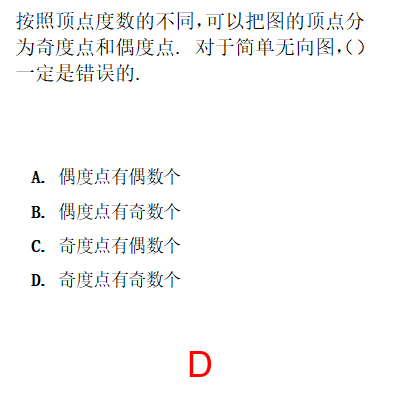 按照顶点度数的不同,可以把图的顶点分
为奇度点和偶度点. 对于简单无向图,()
一定是错误的.
A. 偶度点有偶数个
B. 偶度点有奇数个
C. 奇度点有偶数个
D. 奇度点有奇数个
D